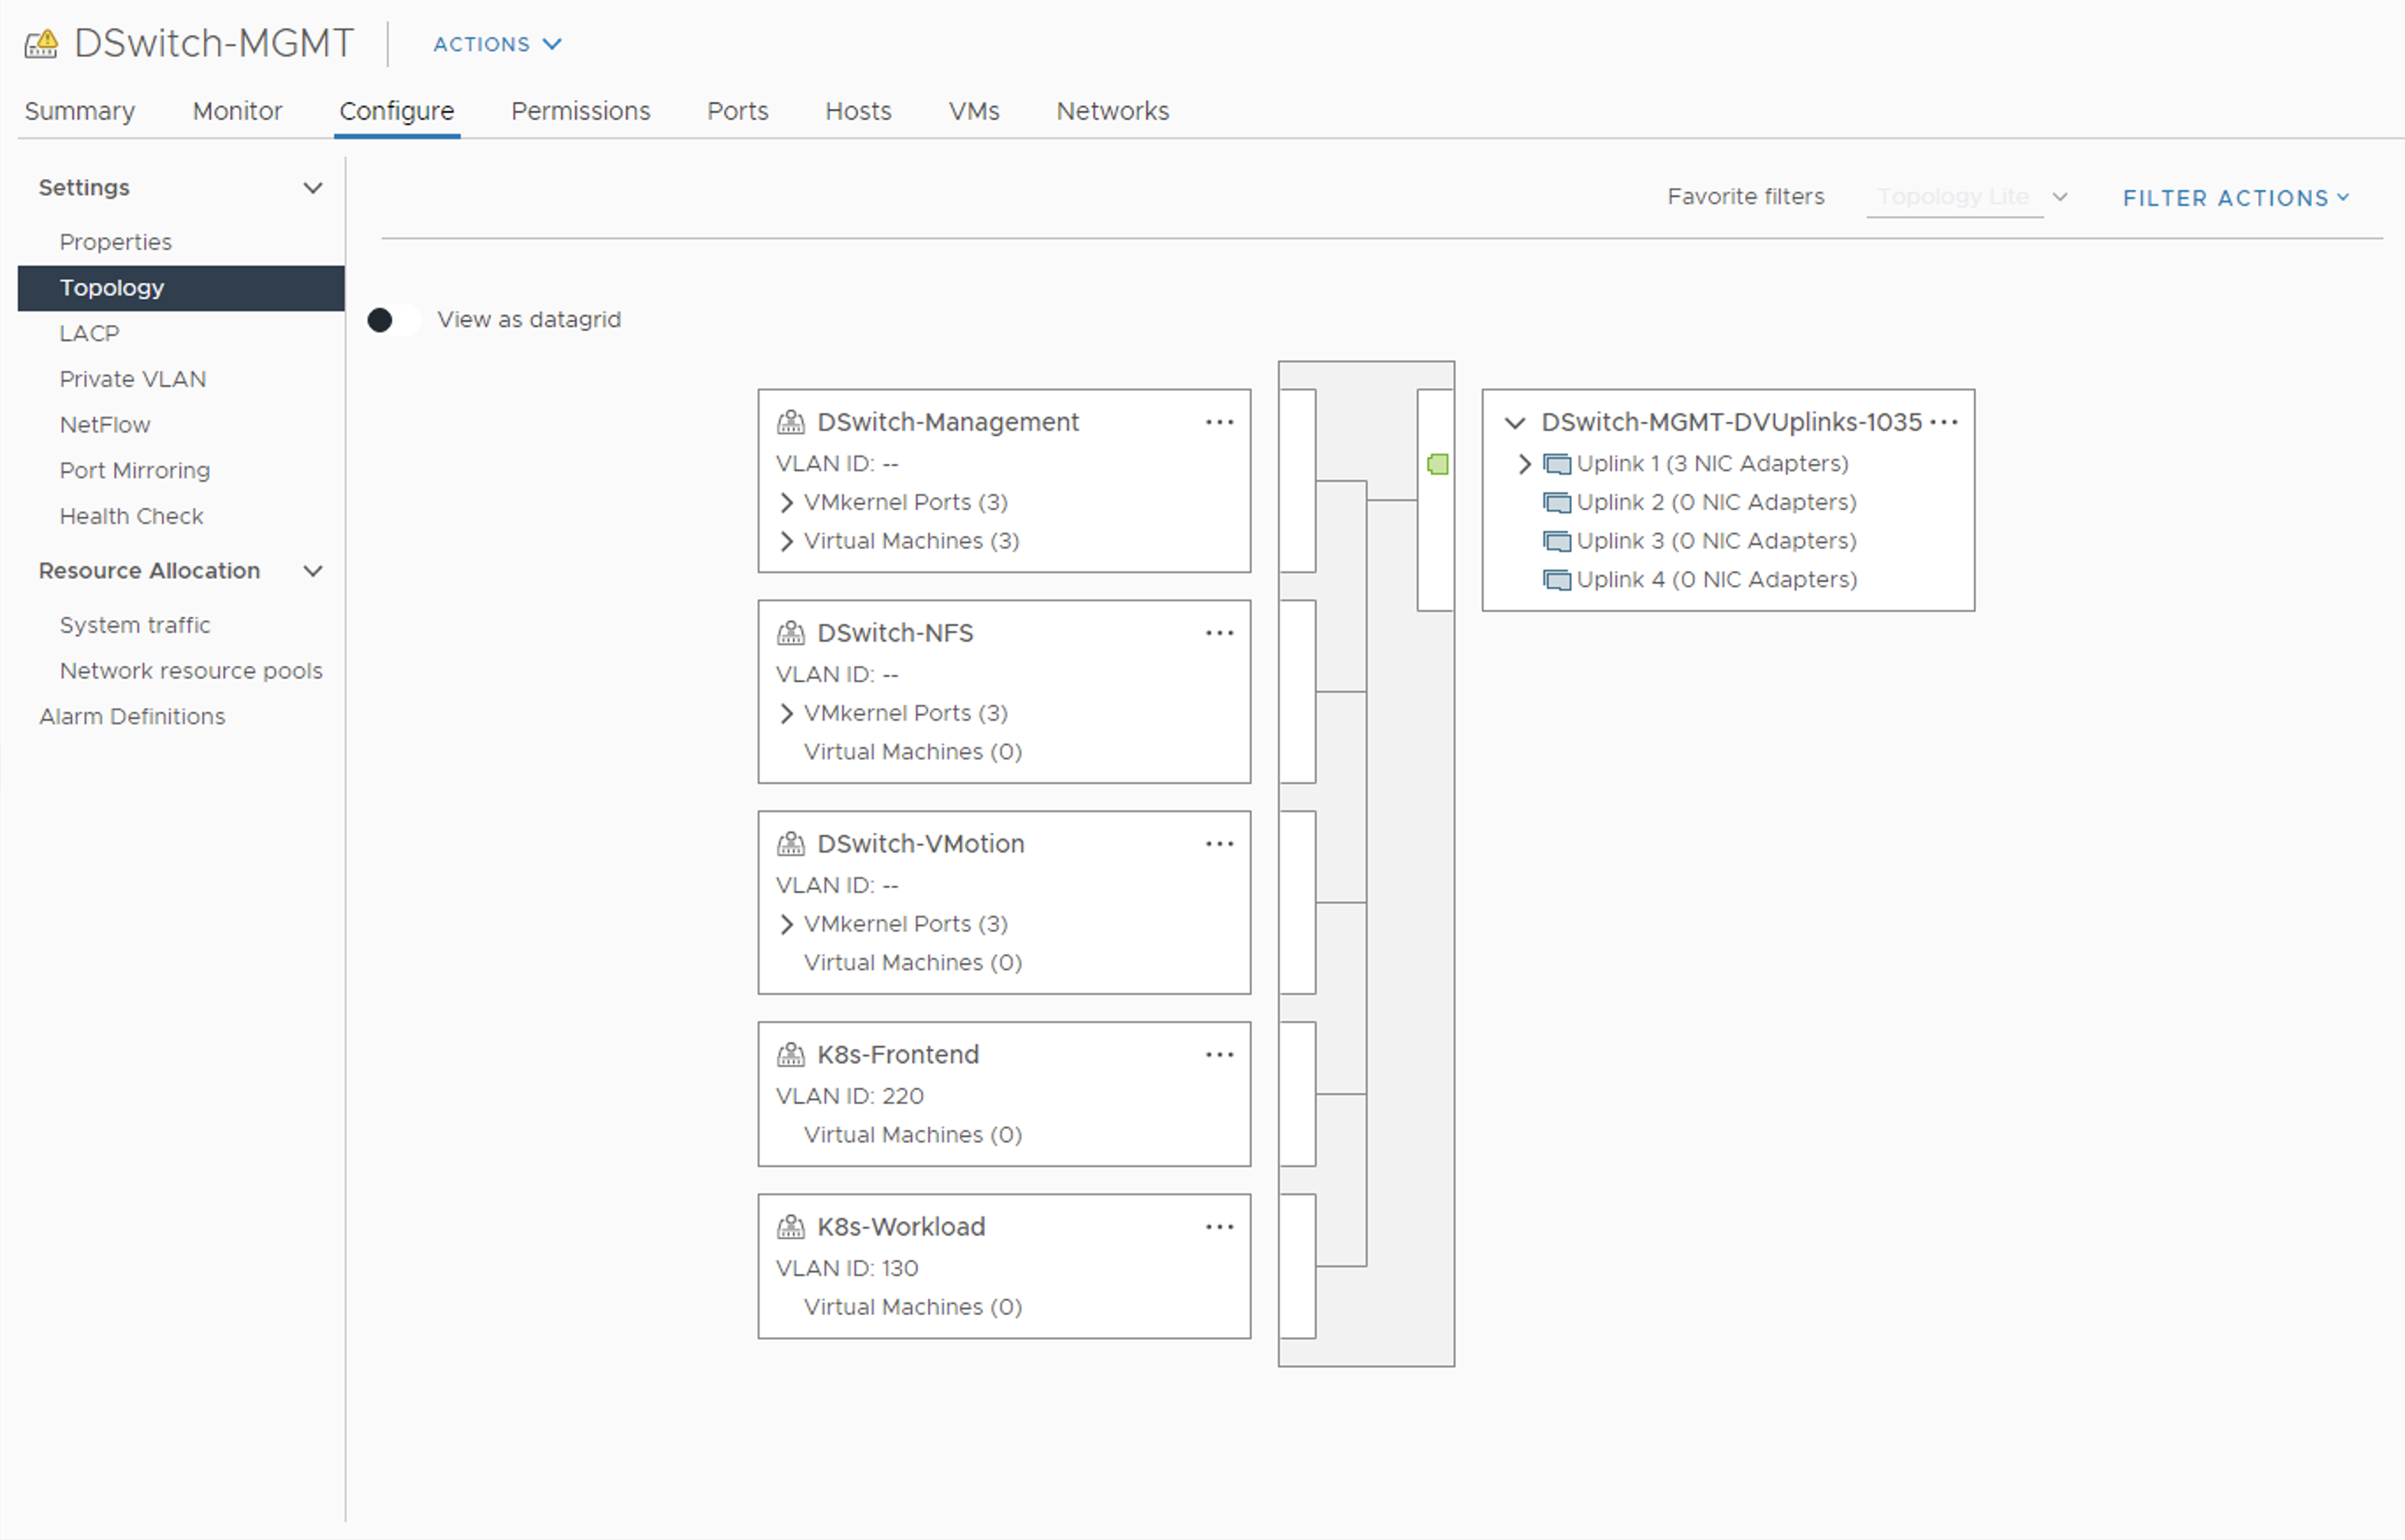 DSwitch-MGMT
ACTIONS
Summary Monitor Configure Permissions Ports Hosts VMs Networks
Settings
Properties
Topology
LACP
Private VLAN
NetFlow
Port Mirroring
Health Check
Resource Allocation
System traffic
Network resource pools
Alarm Definitions
Favorite filters Topology Lite FILTER ACTIONS
View as datagrid
DSwitch-Management ...
VLAN ID: --
VMkernel Ports (3)
Virtual Machines (3)
DSwitch-NFS ...
VLAN ID: --
VMkernel Ports (3)
Virtual Machines (0)
DSwitch-VMotion ...
VLAN ID: --
VMkernel Ports (3)
Virtual Machines (0)
K8s-Frontend ...
VLAN ID: 220
Virtual Machines (0)
K8s-Workload ...
VLAN ID: 130
Virtual Machines (0)
DSwitch-MGMT-DVUplinks-1035 ...
Uplink 1 (3 NIC Adapters)
Uplink 2 (0 NIC Adapters)
Uplink 3 (0 NIC Adapters)
Uplink 4 (0 NIC Adapters)